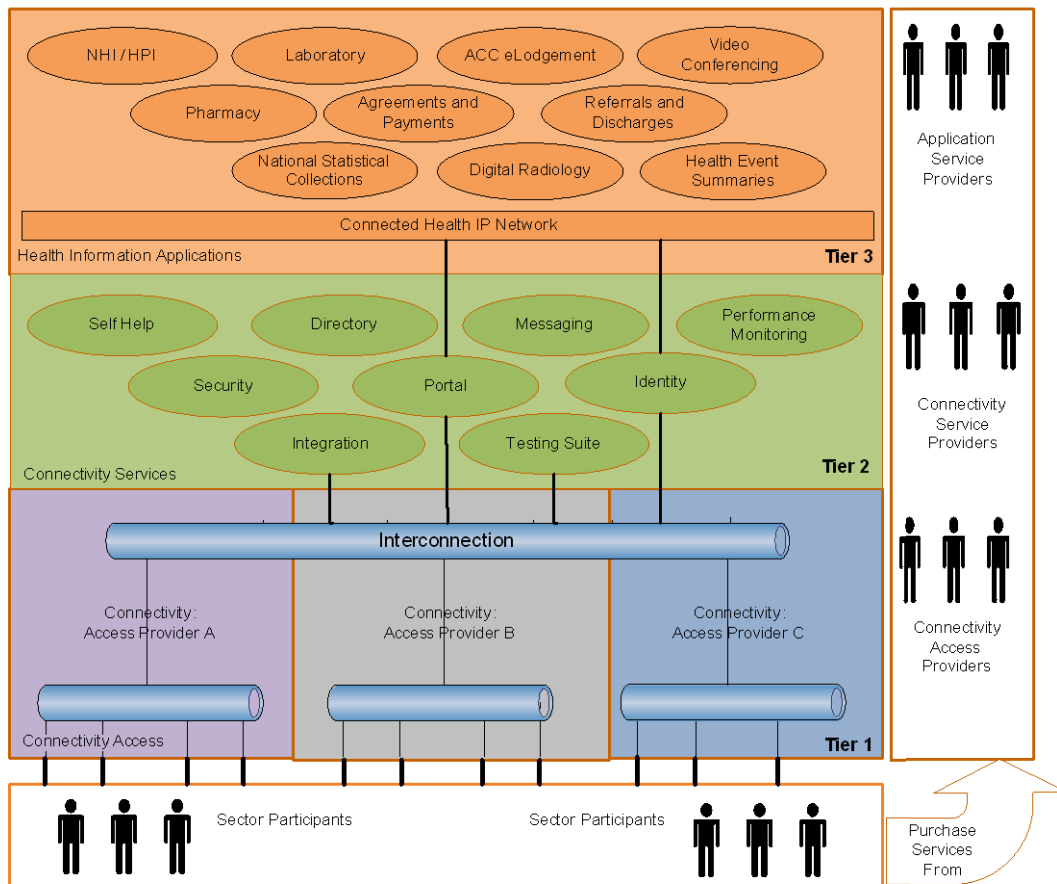 NHI / HPI
Laboratory
ACC eLodgement
Video
Conferencing
Pharmacy
Agreements and
Payments
Referrals and
Discharges
National Statistical
Collections
Digital Radiology
Health Event
Summaries
Connected Health IP Network
Health Information Applications
Tier 3
Self Help
Directory
Messaging
Performance
Monitoring
Security
Portal
Identity
Integration
Testing Suite
Connectivity Services
Tier 2
Interconnection
Connectivity:
Access Provider A
Connectivity:
Access Provider B
Connectivity:
Access Provider C
Connectivity Access
Tier 1
Sector Participants
Sector Participants
Application
Service
Providers
Connectivity
Service
Providers
Connectivity
Access
Providers
Purchase
Services
From